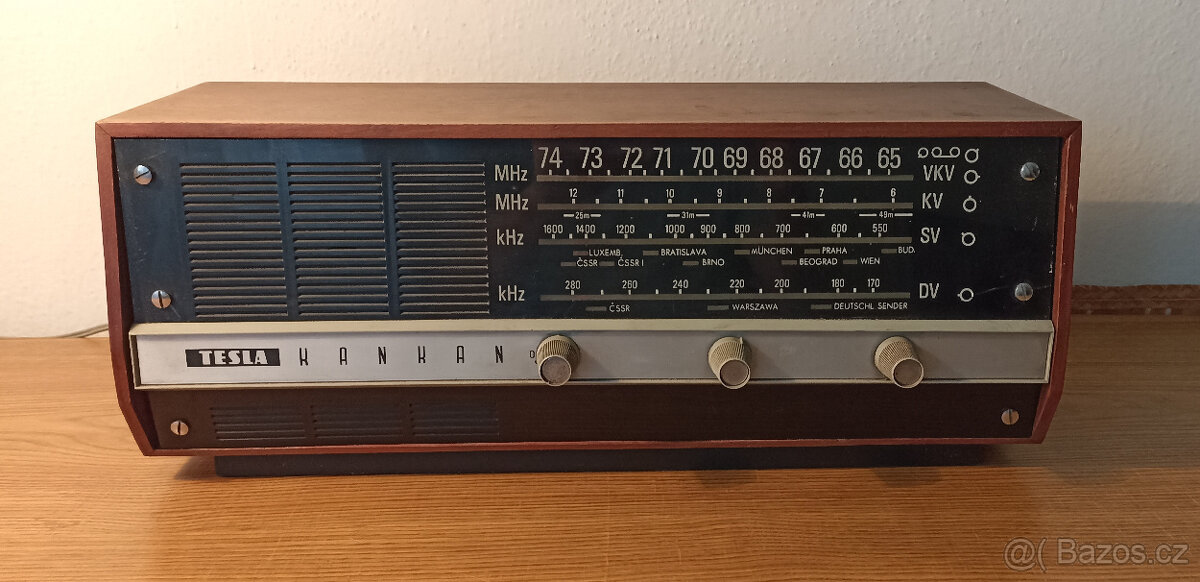 74 73 72 71 70 69 68 67 66 65
MHz VKV
12 11 10 9 8 7 6
MHz KV
25m 31m 41m 49m
1600 1400 1200 1000 900 800 700 600 550
kHz SV
LUXEMB. BRATISLAVA MÜNCHEN PRAHA BUD.
ČSSR ČSSR I BRNO BEOGRAD WIEN
280 260 240 220 200 180 170
kHz DV
ČSSR WARSZAWA DEUTSCHL SENDER
TESLA KANKAN
@( Bazos.cz